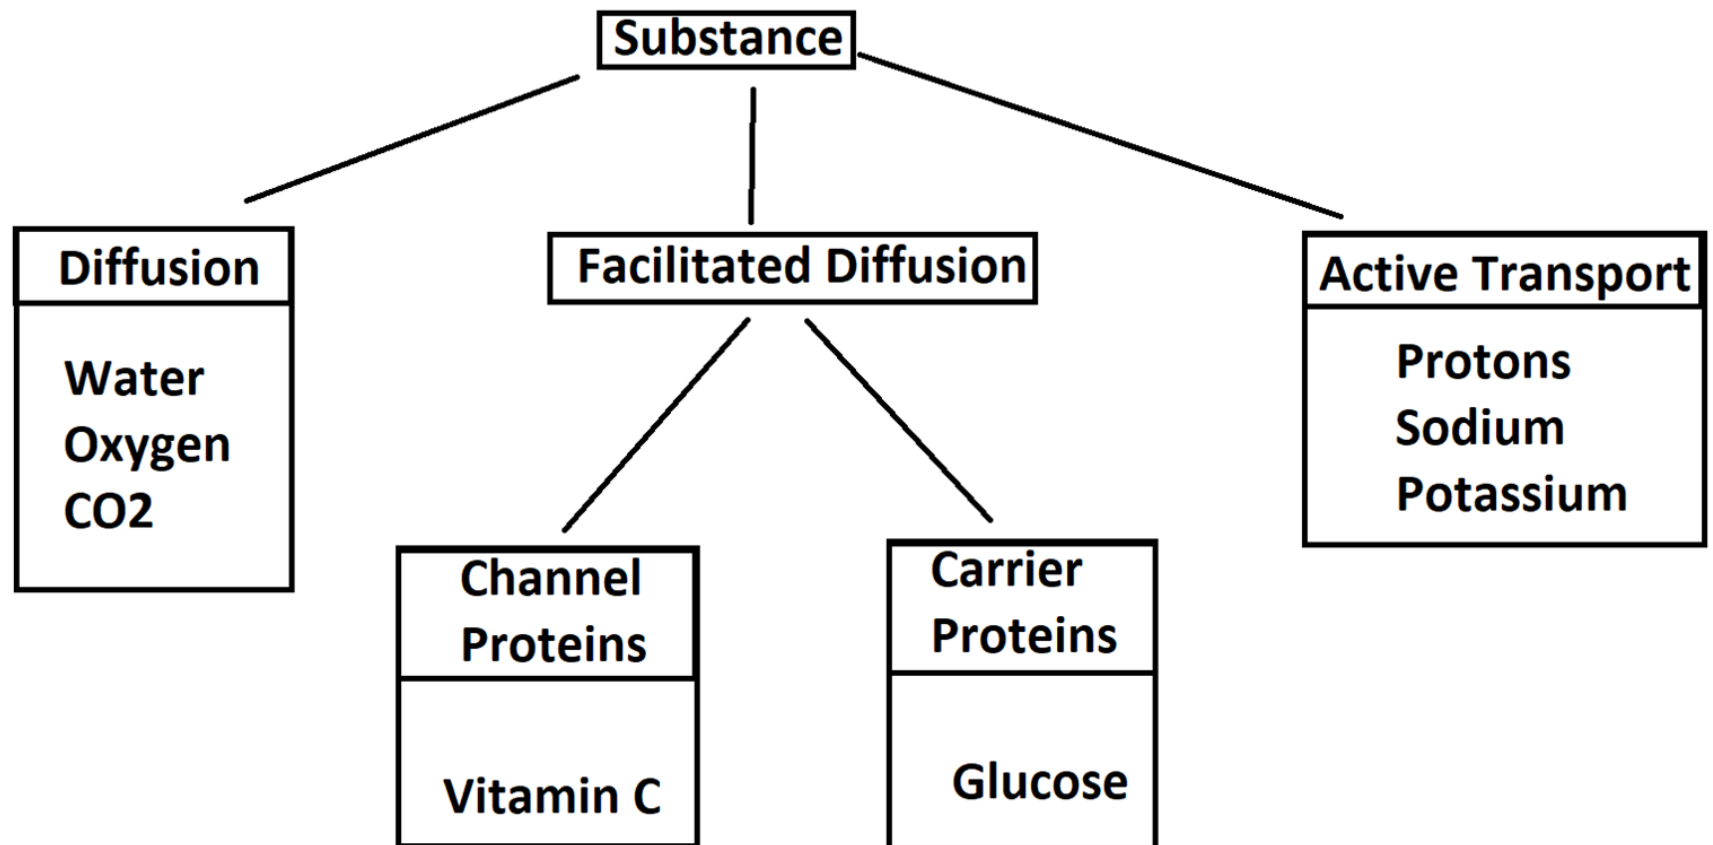 Substance
Diffusion
Water
Oxygen
CO2
Facilitated Diffusion
Channel
Proteins
Vitamin C
Carrier
Proteins
Glucose
Active Transport
Protons
Sodium
Potassium